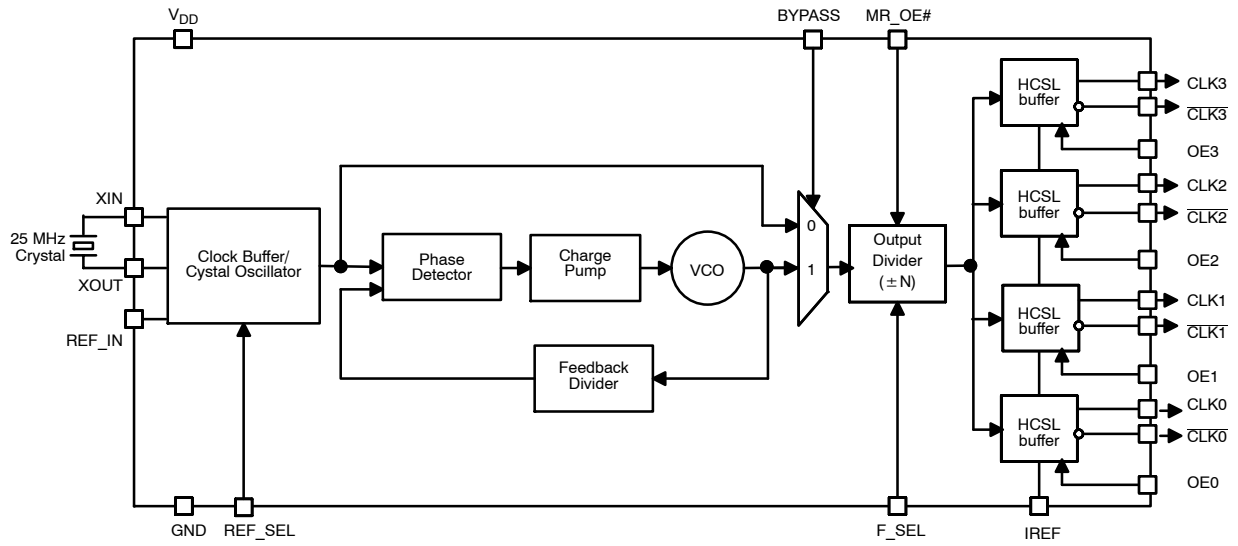 VDD
BYPASS
MR_OE#
HCSL
buffer
CLK3
CLK3
OE3
XIN
25 MHz
Crystal
XOUT
REF_IN
Clock Buffer/
Cystal Oscillator
Phase
Detector
Charge
Pump
VCO
Feedback
Divider
0
1
Output
Divider
(±N)
HCSL
buffer
CLK2
CLK2
OE2
HCSL
buffer
CLK1
CLK1
OE1
HCSL
buffer
CLK0
CLK0
OE0
GND
REF_SEL
F_SEL
IREF